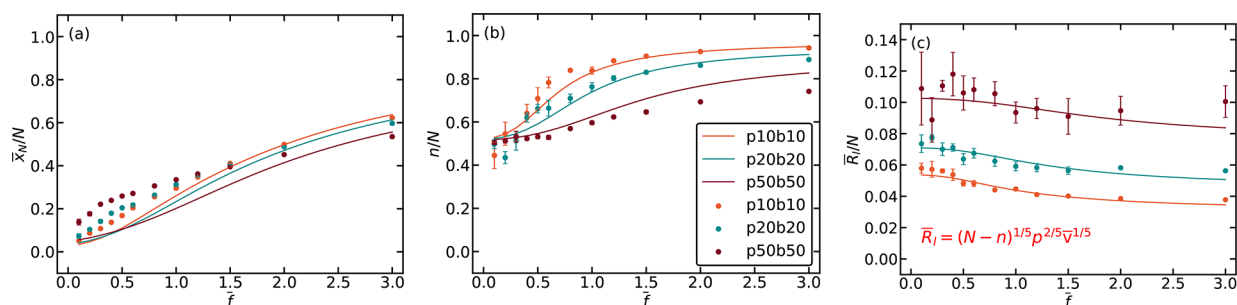 (a)
1.0
0.8
0.6
0.4
0.2
0.0
x̄_N/N
0.0 0.5 1.0 1.5 2.0 2.5 3.0
f̄
(b)
1.0
0.8
0.6
0.4
0.2
0.0
n/N
p10b10
p20b20
p50b50
p10b10
p20b20
p50b50
0.0 0.5 1.0 1.5 2.0 2.5 3.0
f̄
(c)
0.14
0.12
0.10
0.08
0.06
0.04
0.02
0.00
R̄_I/N
R̄_I = (N − n)^{1/5} p^{2/5} v̄^{1/5}
0.0 0.5 1.0 1.5 2.0 2.5 3.0
f̄